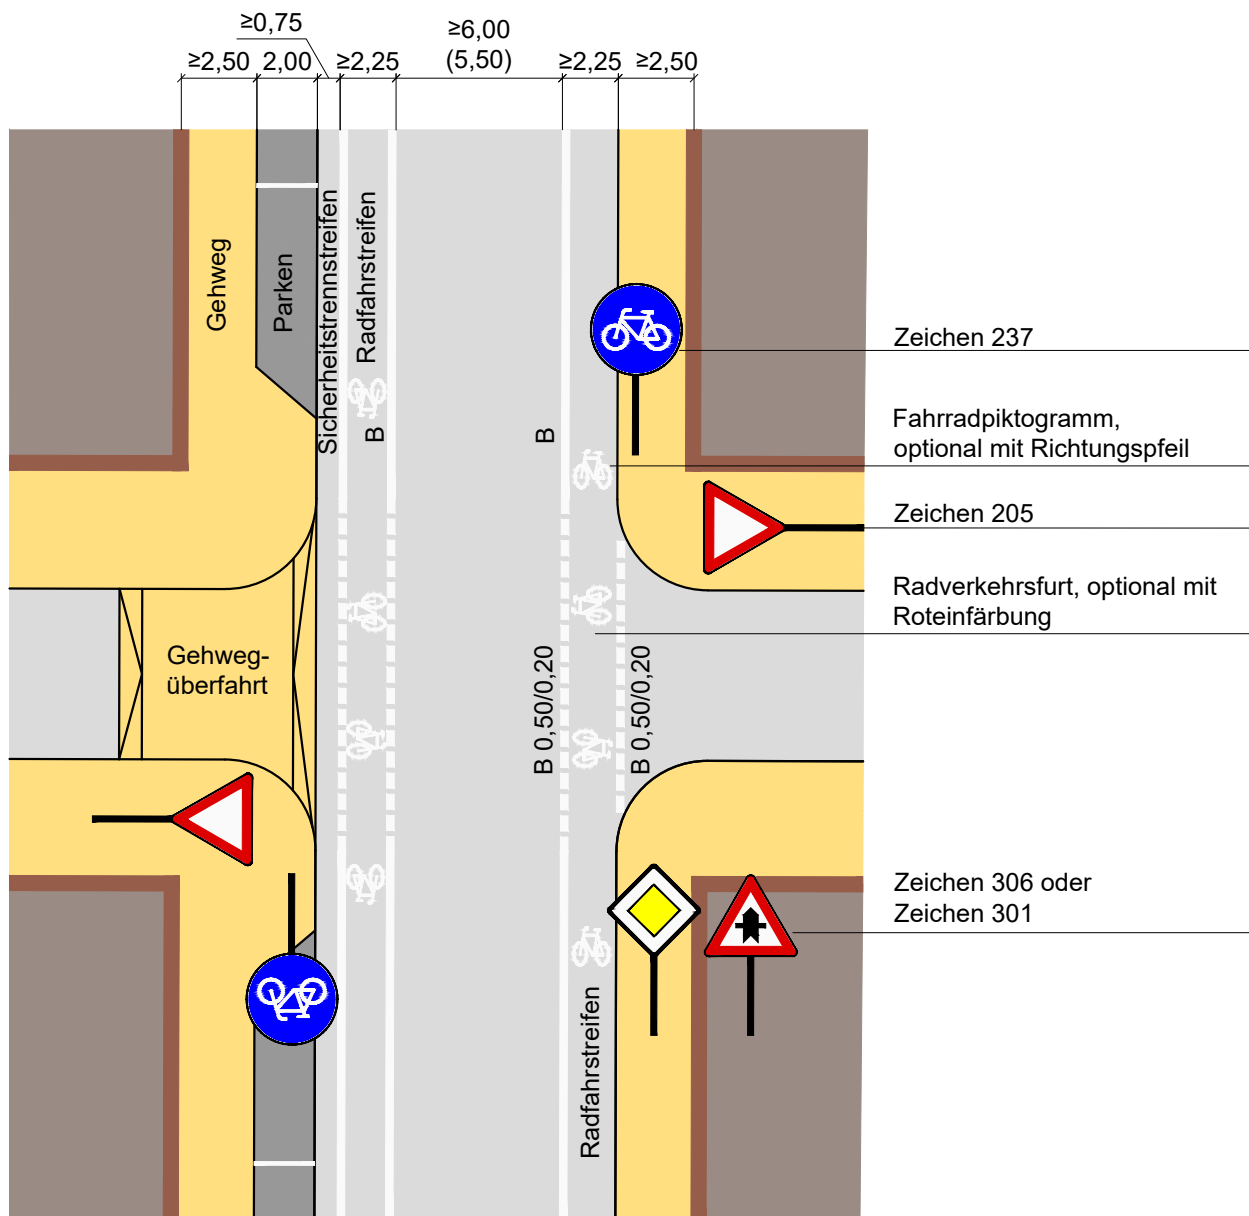 ≥0,75
≥6,00
(5,50)
≥2,50
2,00
≥2,25
≥2,25
≥2,50
Gehweg
Parken
Sicherheitstrennstreifen
Radfahrstreifen
B
B
Zeichen 237
Fahrradpiktogramm,
optional mit Richtungspfeil
Zeichen 205
Radverkehrsfurt, optional mit
Roteinfärbung
Gehweg-
überfahrt
B 0,50/0,20
B 0,50/0,20
Zeichen 306 oder
Zeichen 301
Radfahrstreifen